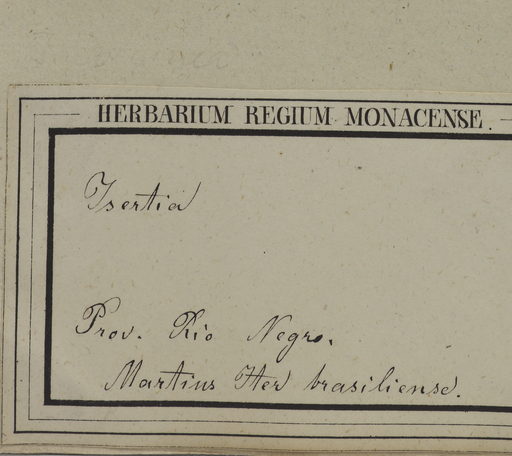 HERBARIUM REGIUM MONACENSE.
Isertia
Prov. Rio Negro.
Martius Iter brasiliense.